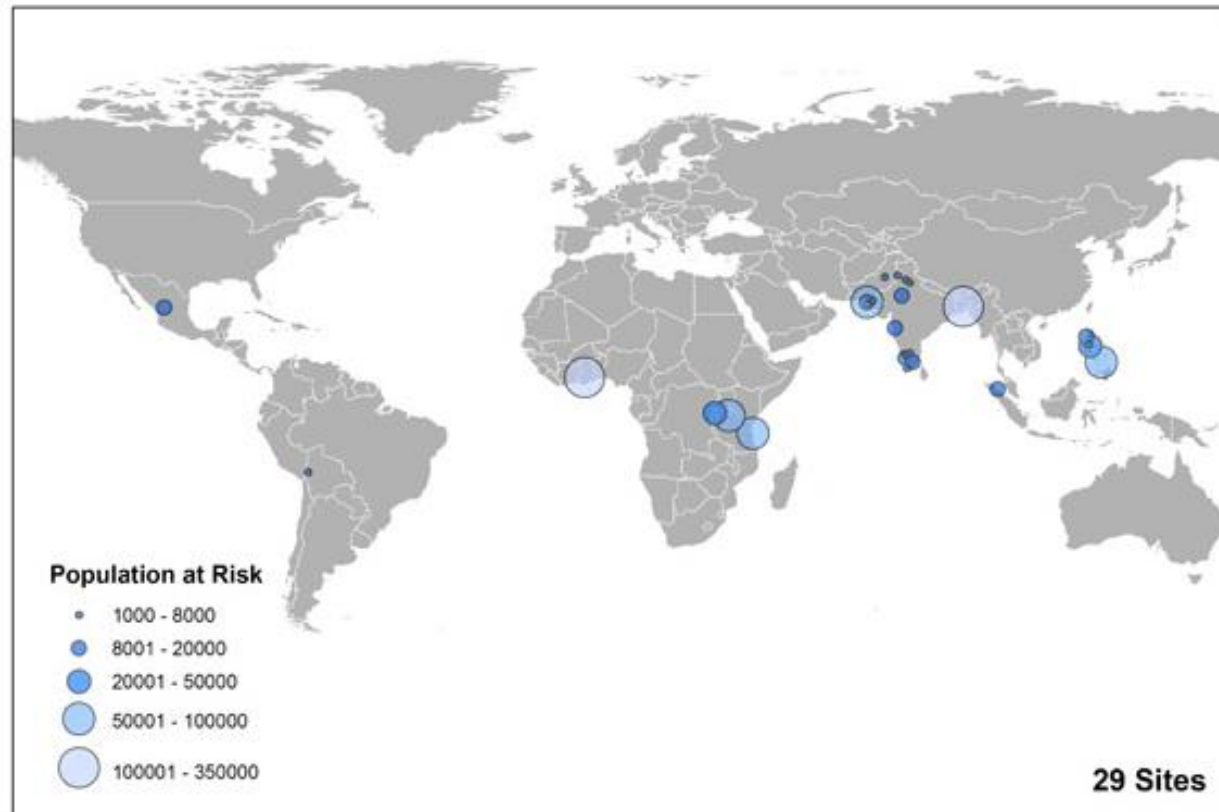 Population at Risk
1000 - 8000
8001 - 20000
20001 - 50000
50001 - 100000
100001 - 350000
29 Sites